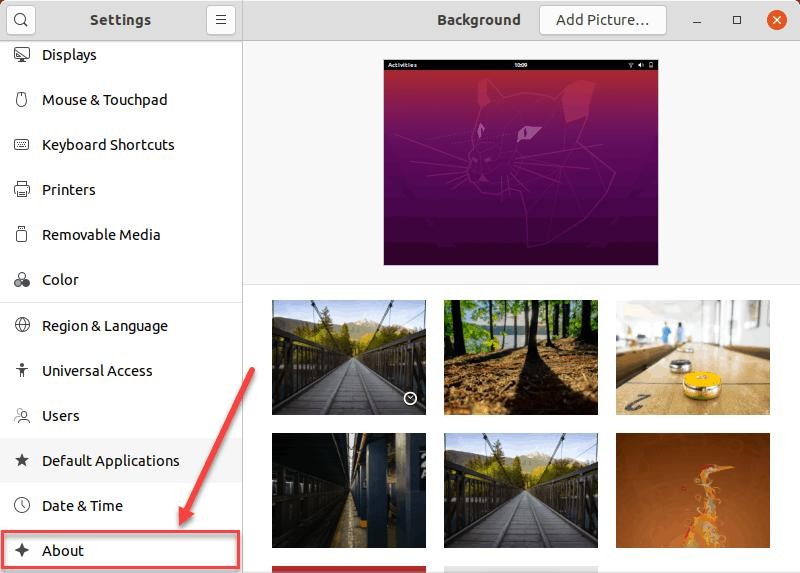 Settings
Background
Add Picture...
Displays
Mouse & Touchpad
Keyboard Shortcuts
Printers
Removable Media
Color
Region & Language
Universal Access
Users
Default Applications
Date & Time
About
Activities
10:09